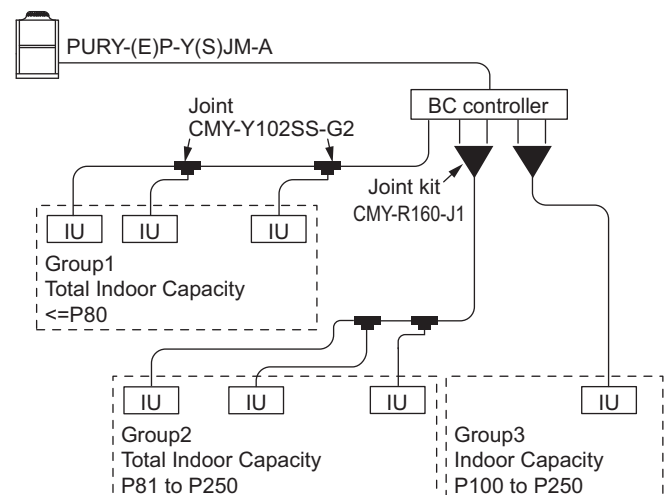 PURY-(E)P-Y(S)JM-A
BC controller
Joint
CMY-Y102SS-G2
Joint kit
CMY-R160-J1
IU
IU
IU
Group1
Total Indoor Capacity
<=P80
IU
IU
IU
Group2
Total Indoor Capacity
P81 to P250
IU
Group3
Indoor Capacity
P100 to P250